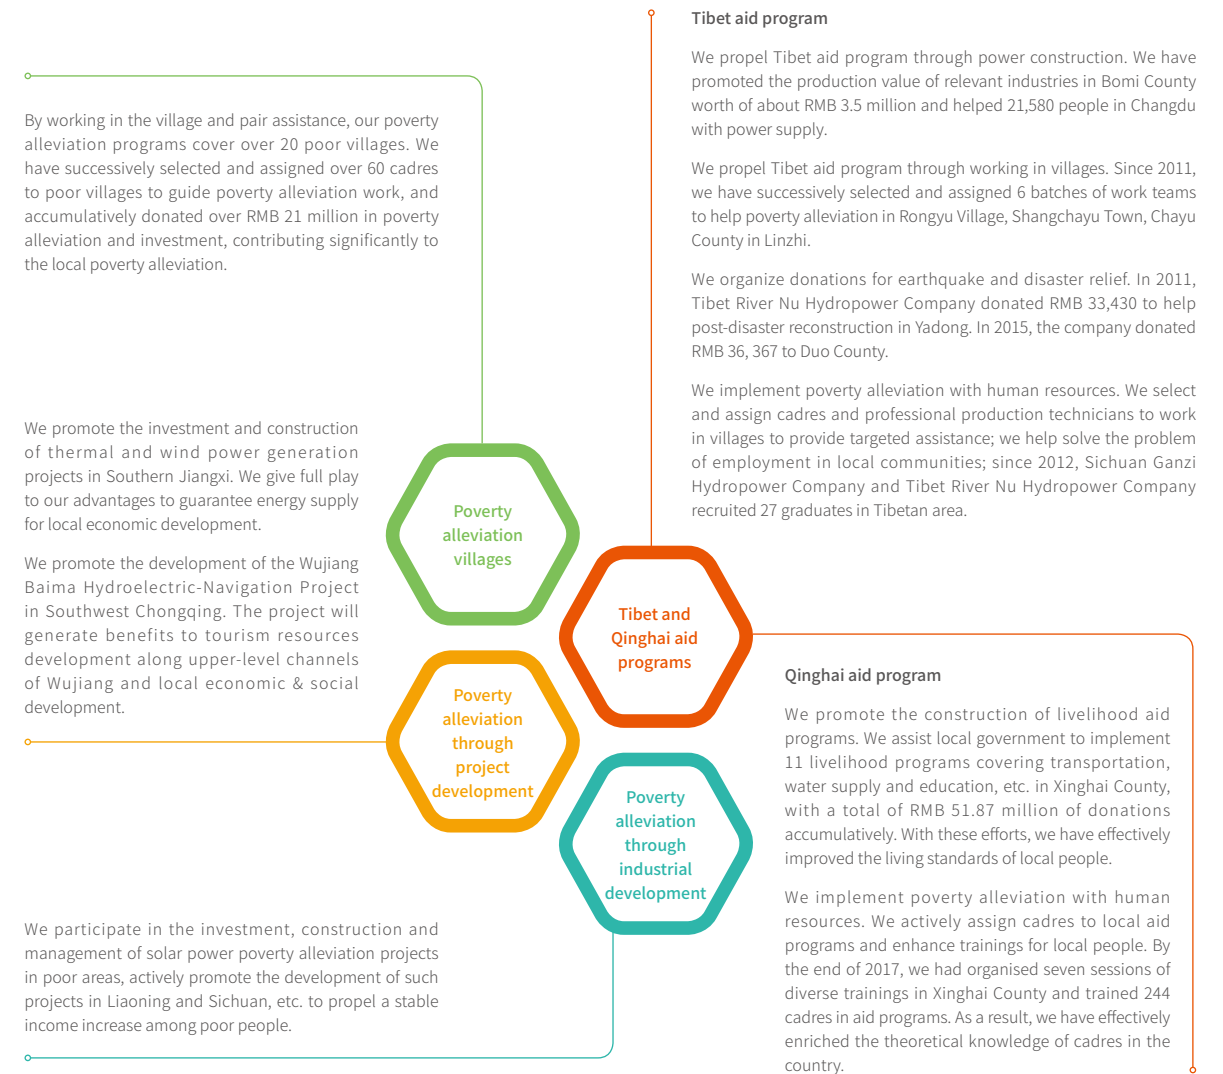 By working in the village and pair assistance, our poverty
alleviation programs cover over 20 poor villages. We
have successively selected and assigned over 60 cadres
to poor villages to guide poverty alleviation work, and
accumulatively donated over RMB 21 million in poverty
alleviation and investment, contributing significantly to
the local poverty alleviation.
Poverty
alleviation
villages
We promote the investment and construction
of thermal and wind power generation
projects in Southern Jiangxi. We give full play
to our advantages to guarantee energy supply
for local economic development.
We promote the development of the Wujiang
Baima Hydroelectric-Navigation Project
in Southwest Chongqing. The project will
generate benefits to tourism resources
development along upper-level channels
of Wujiang and local economic & social
development.
Poverty
alleviation
through
project
development
We participate in the investment, construction and
management of solar power poverty alleviation projects
in poor areas, actively promote the development of such
projects in Liaoning and Sichuan, etc. to propel a stable
income increase among poor people.
Poverty
alleviation
through
industrial
development
Tibet and
Qinghai aid
programs
Tibet aid program
We propel Tibet aid program through power construction. We have
promoted the production value of relevant industries in Bomi County
worth of about RMB 3.5 million and helped 21,580 people in Changdu
with power supply.
We propel Tibet aid program through working in villages. Since 2011,
we have successively selected and assigned 6 batches of work teams
to help poverty alleviation in Rongyu Village, Shangchayu Town, Chayu
County in Linzhi.
We organize donations for earthquake and disaster relief. In 2011,
Tibet River Nu Hydropower Company donated RMB 33,430 to help
post-disaster reconstruction in Yadong. In 2015, the company donated
RMB 36, 367 to Duo County.
We implement poverty alleviation with human resources. We select
and assign cadres and professional production technicians to work
in villages to provide targeted assistance; we help solve the problem
of employment in local communities; since 2012, Sichuan Ganzi
Hydropower Company and Tibet River Nu Hydropower Company
recruited 27 graduates in Tibetan area.
Qinghai aid program
We promote the construction of livelihood aid
programs. We assist local government to implement
11 livelihood programs covering transportation,
water supply and education, etc. in Xinghai County,
with a total of RMB 51.87 million of donations
accumulatively. With these efforts, we have effectively
improved the living standards of local people.
We implement poverty alleviation with human
resources. We actively assign cadres to local aid
programs and enhance trainings for local people. By
the end of 2017, we had organised seven sessions of
diverse trainings in Xinghai County and trained 244
cadres in aid programs. As a result, we have effectively
enriched the theoretical knowledge of cadres in the
country.